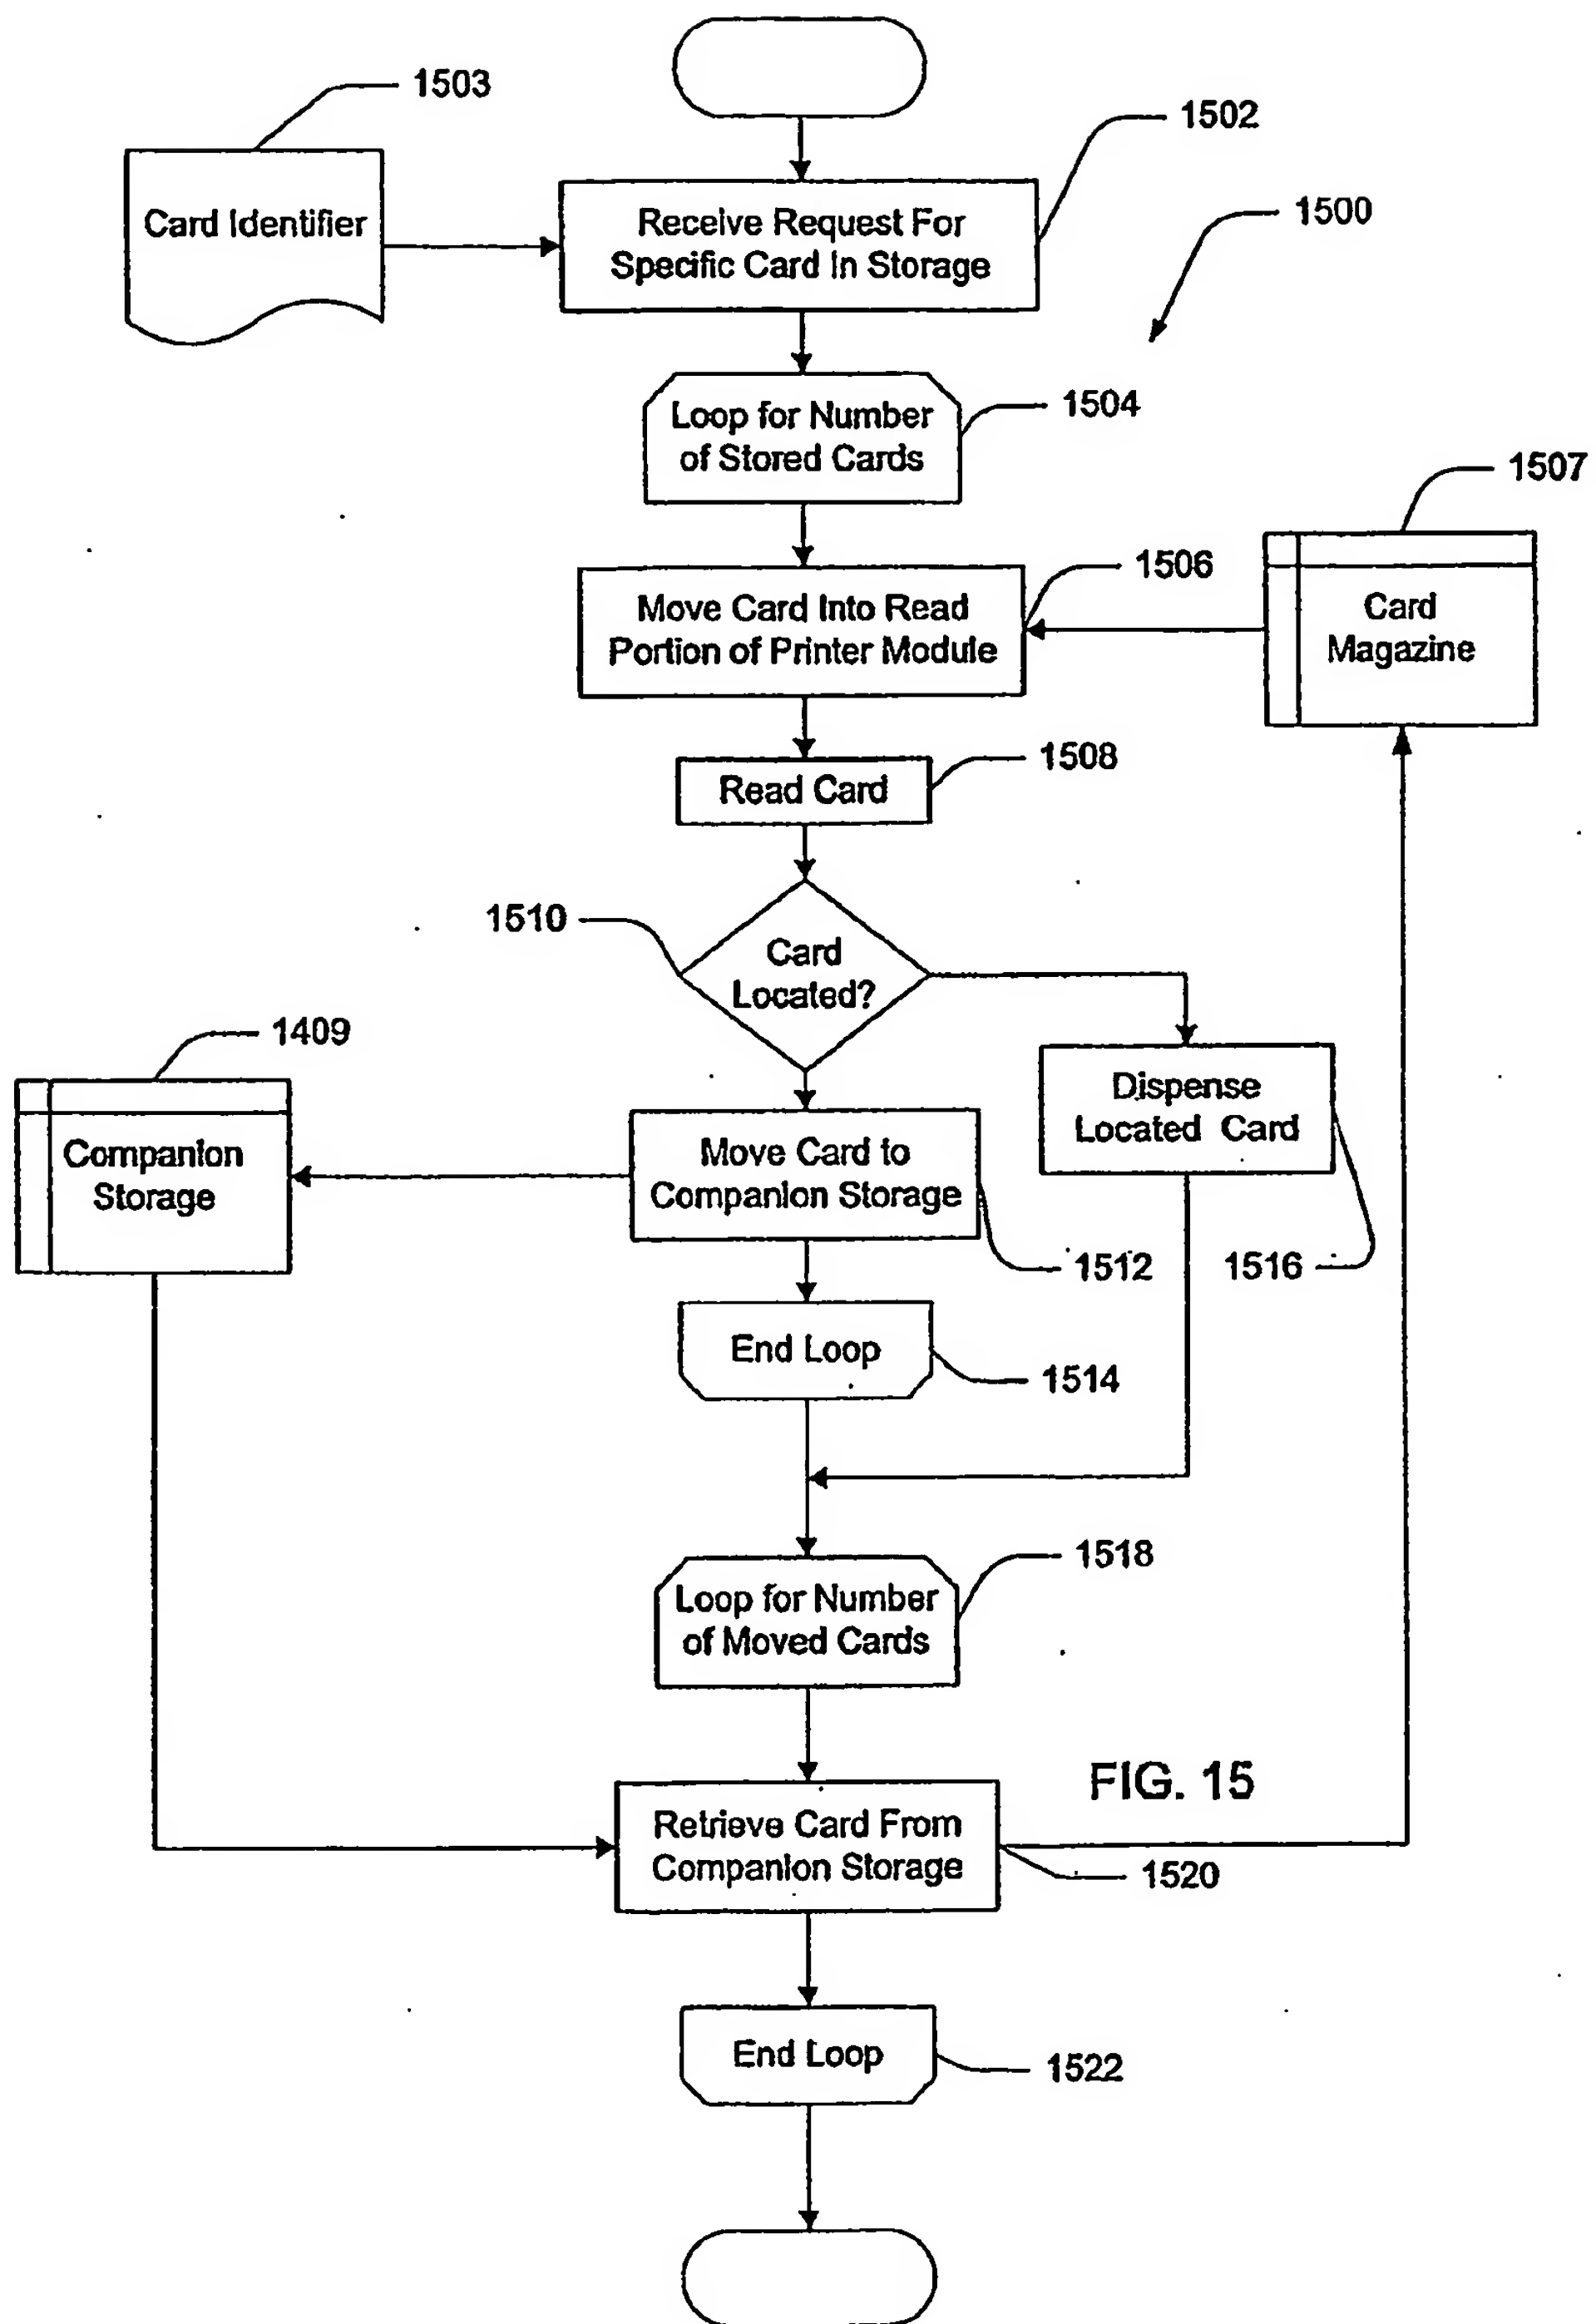 1503
1502
Card Identifier
Receive Request For
Specific Card In Storage
1500
Loop for Number
of Stored Cards
1504
1507
1506
Move Card Into Read
Portion of Printer Module
Card
Magazine
1508
Read Card
1510
Card
Located?
1409
Dispense
Located Card
Companion
Storage
Move Card to
Companion Storage
1512
1516
End Loop
1514
1518
Loop for Number
of Moved Cards
FIG. 15
Retrieve Card From
Companion Storage
1520
End Loop
1522